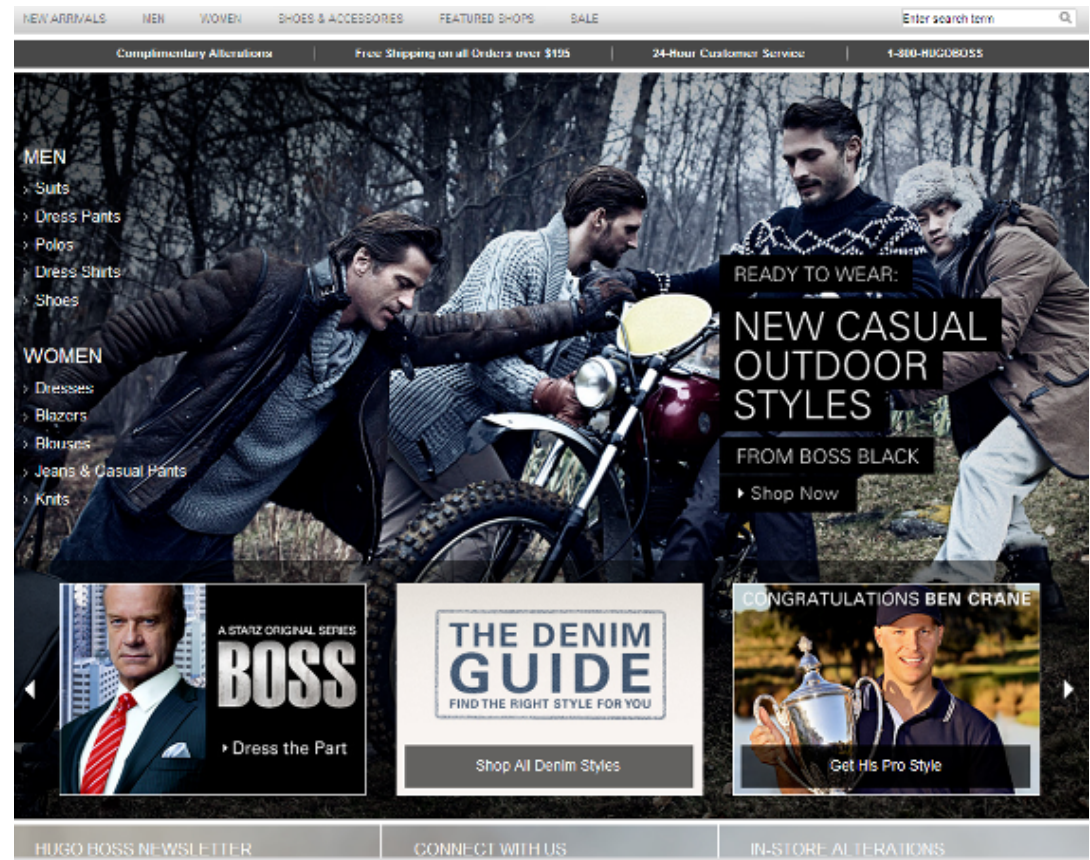 NEW ARRIVALS MEN WOMEN SHOES & ACCESSORIES FEATURED SHOPS SALE Enter search term
Complimentary Alterations | Free Shipping on all Orders over $195 | 24-Hour Customer Service | 1-800-HUGOBOSS
MEN
› Suits
› Dress Pants
› Polos
› Dress Shirts
› Shoes
WOMEN
› Dresses
› Blazers
› Blouses
› Jeans & Casual Pants
› Knits
READY TO WEAR:
NEW CASUAL
OUTDOOR
STYLES
FROM BOSS BLACK
Shop Now
A STARZ ORIGINAL SERIES
BOSS
Dress the Part
THE DENIM
GUIDE
FIND THE RIGHT STYLE FOR YOU
Shop All Denim Styles
CONGRATULATIONS BEN CRANE
Get His Pro Style
HUGO BOSS NEWSLETTER
CONNECT WITH US
IN-STORE ALTERATIONS